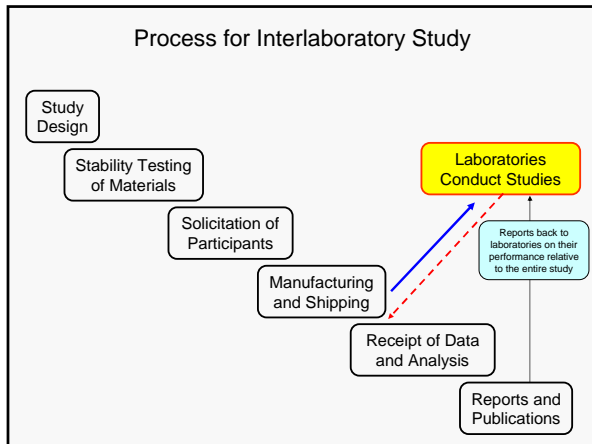 Process for Interlaboratory Study
Study
Design
Stability Testing
of Materials
Laboratories
Conduct Studies
Solicitation of
Participants
Reports back to
laboratories on their
performance relative
to the entire study
Manufacturing
and Shipping
Receipt of Data
and Analysis
Reports and
Publications